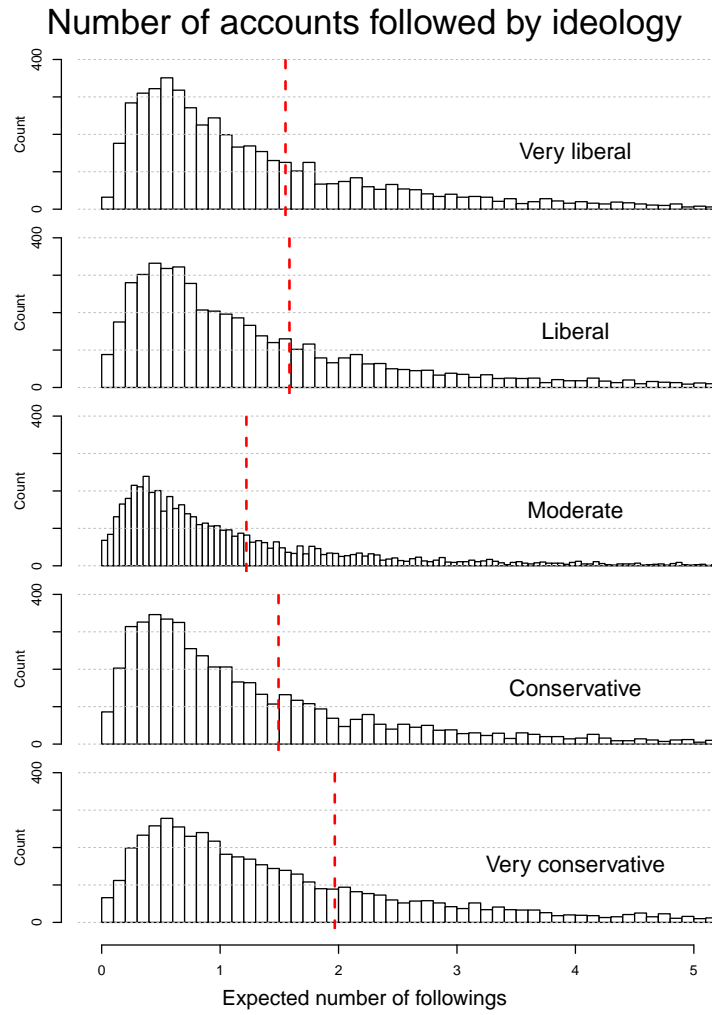 Number of accounts followed by ideology
400
Count
0
Very liberal
400
Count
0
Liberal
400
Count
0
Moderate
400
Count
0
Conservative
400
Count
0
Very conservative
0 1 2 3 4 5
Expected number of followings